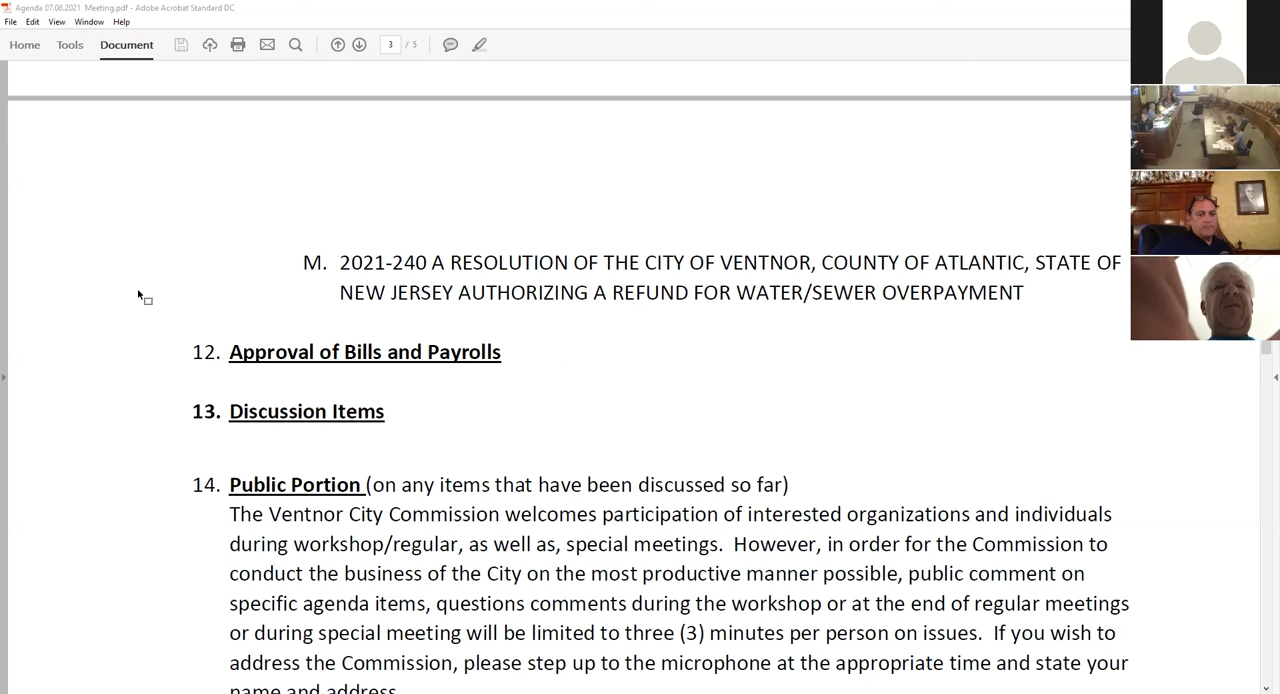 Agenda 07.08.2021 Meeting.pdf - Adobe Acrobat Standard DC
File Edit View Window Help
Home Tools Document 3 / 5
M. 2021-240 A RESOLUTION OF THE CITY OF VENTNOR, COUNTY OF ATLANTIC, STATE OF
NEW JERSEY AUTHORIZING A REFUND FOR WATER/SEWER OVERPAYMENT
12. Approval of Bills and Payrolls
13. Discussion Items
14. Public Portion (on any items that have been discussed so far)
The Ventnor City Commission welcomes participation of interested organizations and individuals
during workshop/regular, as well as, special meetings. However, in order for the Commission to
conduct the business of the City on the most productive manner possible, public comment on
specific agenda items, questions comments during the workshop or at the end of regular meetings
or during special meeting will be limited to three (3) minutes per person on issues. If you wish to
address the Commission, please step up to the microphone at the appropriate time and state your
name and address.